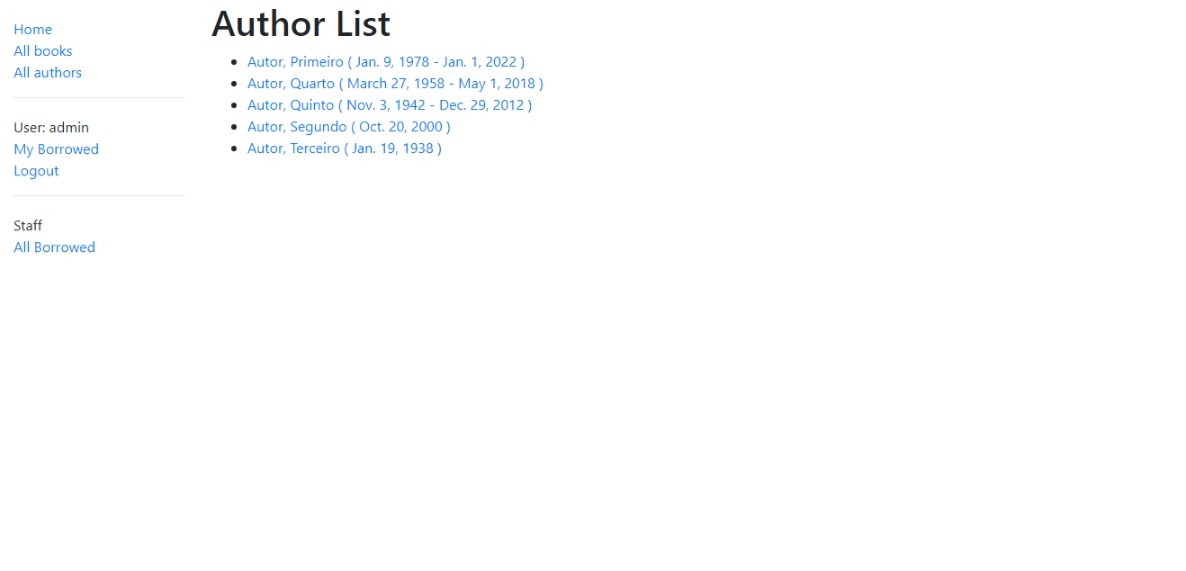 Home
All books
All authors
User: admin
My Borrowed
Logout
Staff
All Borrowed
Author List
Autor, Primeiro ( Jan. 9, 1978 - Jan. 1, 2022 )
Autor, Quarto ( March 27, 1958 - May 1, 2018 )
Autor, Quinto ( Nov. 3, 1942 - Dec. 29, 2012 )
Autor, Segundo ( Oct. 20, 2000 )
Autor, Terceiro ( Jan. 19, 1938 )